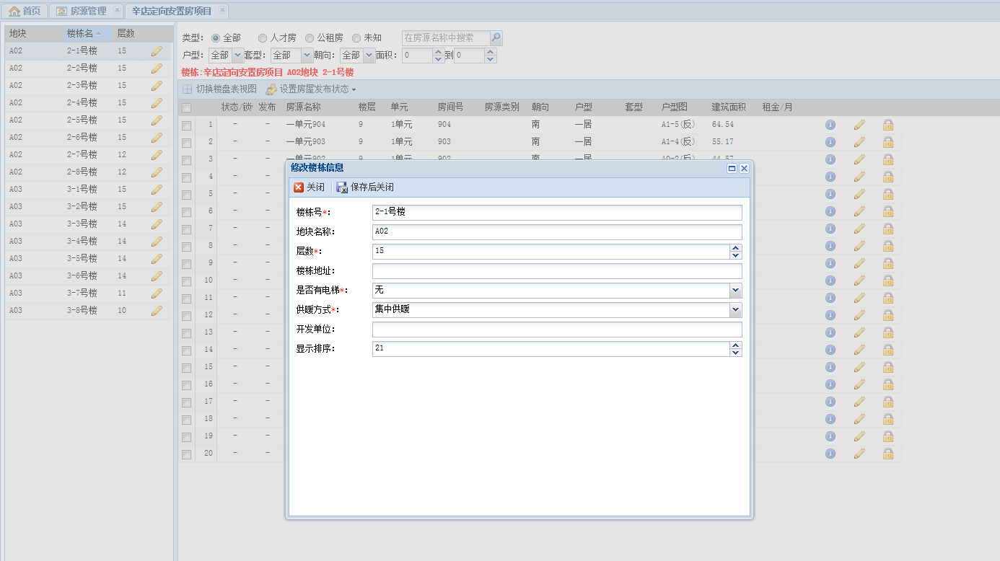 首页 房源管理 辛店定向安置房项目
地块 楼栋名 层数
A02 2-1号楼 15
A02 2-2号楼 15
A02 2-3号楼 15
A02 2-4号楼 15
A02 2-5号楼 15
A02 2-6号楼 15
A02 2-7号楼 12
A02 2-8号楼 12
A03 3-1号楼 15
A03 3-2号楼 15
A03 3-3号楼 14
A03 3-4号楼 14
A03 3-5号楼 14
A03 3-6号楼 14
A03 3-7号楼 11
A03 3-8号楼 10
类型: 全部 人才房 公租房 未知 在房源名称中搜索
户型: 全部 套型: 全部 朝向: 全部 面积: 0 到 0
楼栋:辛店定向安置房项目 A02地块 2-1号楼
切换楼盘表视图 设置房屋发布状态
状态/锁 发布 房源名称 楼层 单元 房间号 房源类别 朝向 户型 套型 户型图 建筑面积 租金/月
1 - - 一单元904 9 1单元 904 南 一居 A1-5(反) 64.54
2 - - 一单元903 9 1单元 903 南 一居 A1-4(反) 55.17
3 - - 一单元902 9 1单元 902 南 一居 A0-2(反) 44.57
4 - -
5 - -
6 - -
7 - -
8 - -
9 - -
10 - -
11 - -
12 - -
13 - -
14 - -
15 - -
16 - -
17 - -
18 - -
19 - -
20 - -
修改楼栋信息
关闭 保存后关闭
楼栋号*: 2-1号楼
地块名称: A02
层数*: 15
楼栋地址:
是否有电梯*: 无
供暖方式*: 集中供暖
开发单位:
显示排序: 21